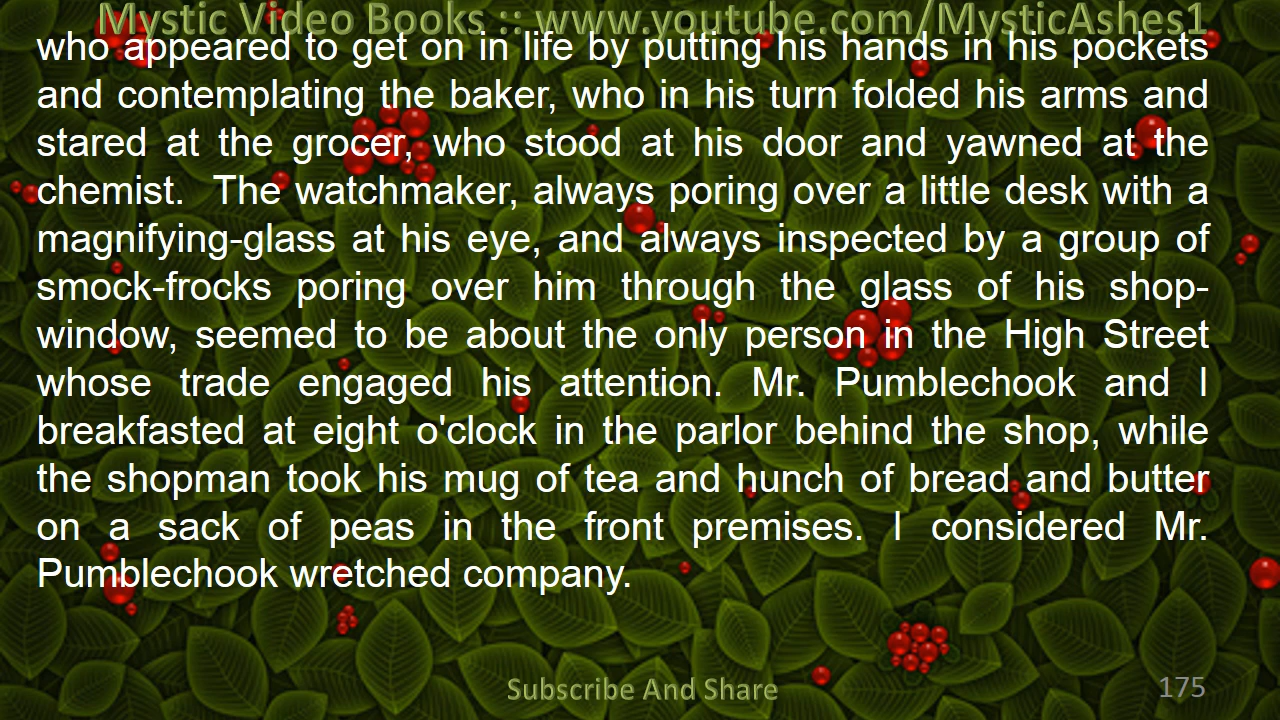 Mystic Video Books :: www.youtube.com/MysticAshes1
who appeared to get on in life by putting his hands in his pockets
and contemplating the baker, who in his turn folded his arms and
stared at the grocer, who stood at his door and yawned at the
chemist.  The watchmaker, always poring over a little desk with a
magnifying-glass at his eye, and always inspected by a group of
smock-frocks poring over him through the glass of his shop-
window, seemed to be about the only person in the High Street
whose trade engaged his attention. Mr. Pumblechook and I
breakfasted at eight o'clock in the parlor behind the shop, while
the shopman took his mug of tea and hunch of bread and butter
on a sack of peas in the front premises. I considered Mr.
Pumblechook wretched company.
Subscribe And Share
175